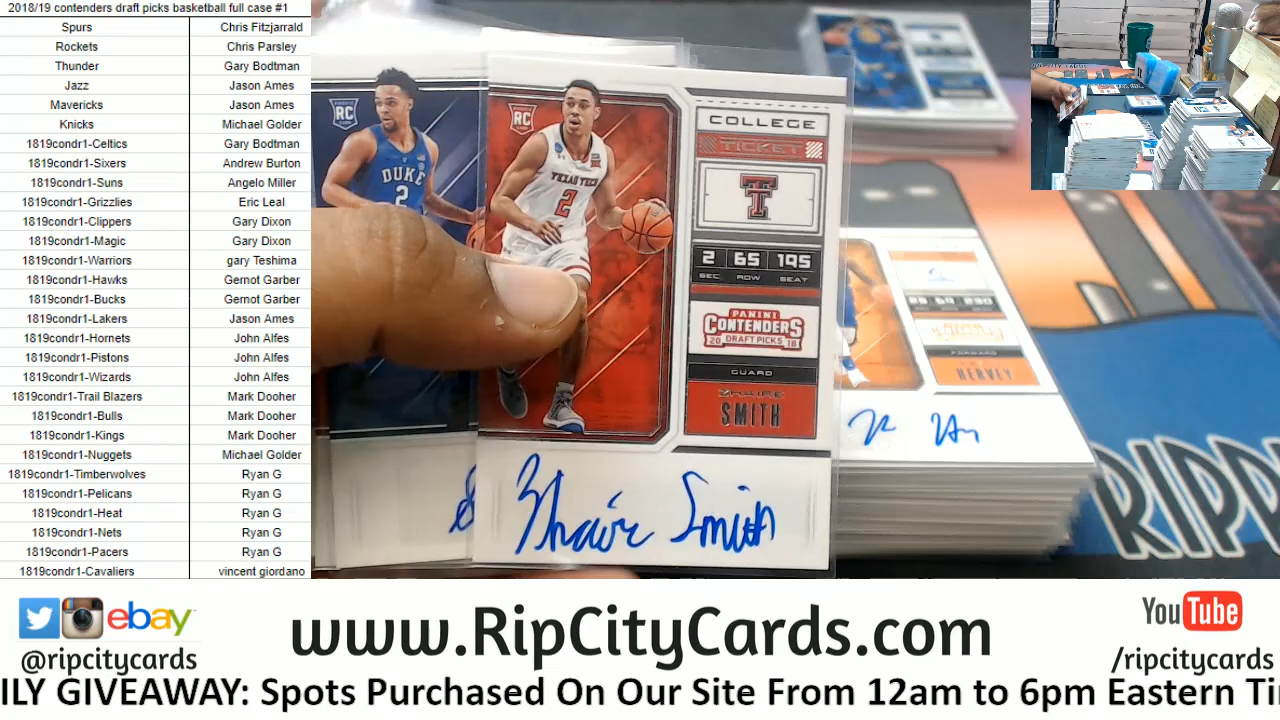 2018/19 contenders draft picks basketball full case #1
Spurs Chris Fitzjarrald
Rockets Chris Parsley
Thunder Gary Bodtman
Jazz Jason Ames
Mavericks Jason Ames
Knicks Michael Golder
1819condr1-Celtics Gary Bodtman
1819condr1-Sixers Andrew Burton
1819condr1-Suns Angelo Miller
1819condr1-Grizzlies Eric Leal
1819condr1-Clippers Gary Dixon
1819condr1-Magic Gary Dixon
1819condr1-Warriors gary Teshima
1819condr1-Hawks Gernot Garber
1819condr1-Bucks Gernot Garber
1819condr1-Lakers Jason Ames
1819condr1-Hornets John Alfes
1819condr1-Pistons John Alfes
1819condr1-Wizards John Alfes
1819condr1-Trail Blazers Mark Dooher
1819condr1-Bulls Mark Dooher
1819condr1-Kings Mark Dooher
1819condr1-Nuggets Michael Golder
1819condr1-Timberwolves Ryan G
1819condr1-Pelicans Ryan G
1819condr1-Heat Ryan G
1819condr1-Nets Ryan G
1819condr1-Pacers Ryan G
1819condr1-Cavaliers vincent giordano
RC
DUKE
2
RC
TEXAS TECH
2
COLLEGE
TICKET
T
2 65 195
SEC ROW SEAT
PANINI
CONTENDERS
20 DRAFT PICKS 18
GUARD
ZHAIRE
SMITH
Zhaire Smith
FORWARD
HERVEY
RIPP
ebay
@ripcitycards
www.RipCityCards.com
YouTube
/ripcitycards
ILY GIVEAWAY: Spots Purchased On Our Site From 12am to 6pm Eastern Ti